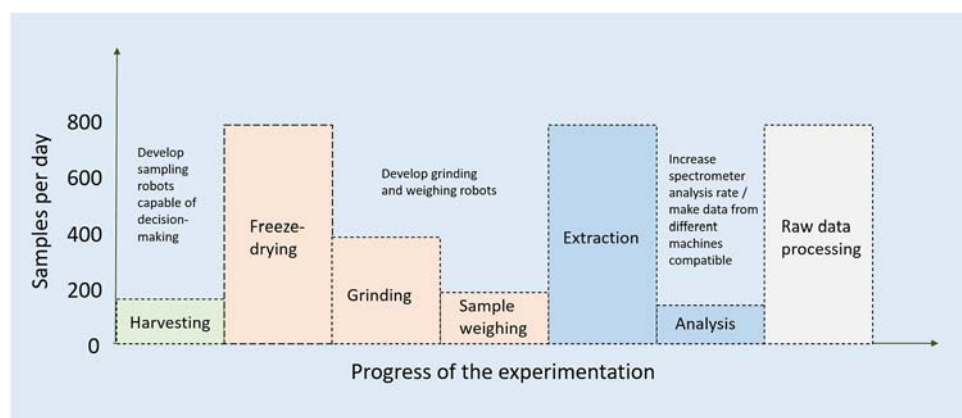 Samples per day
800
600
400
200
0
Develop
sampling
robots
capable of
decision-
making
Harvesting
Freeze-
drying
Develop grinding
and weighing robots
Grinding
Sample
weighing
Extraction
Increase
spectrometer
analysis rate /
make data from
different
machines
compatible
Analysis
Raw data
processing
Progress of the experimentation